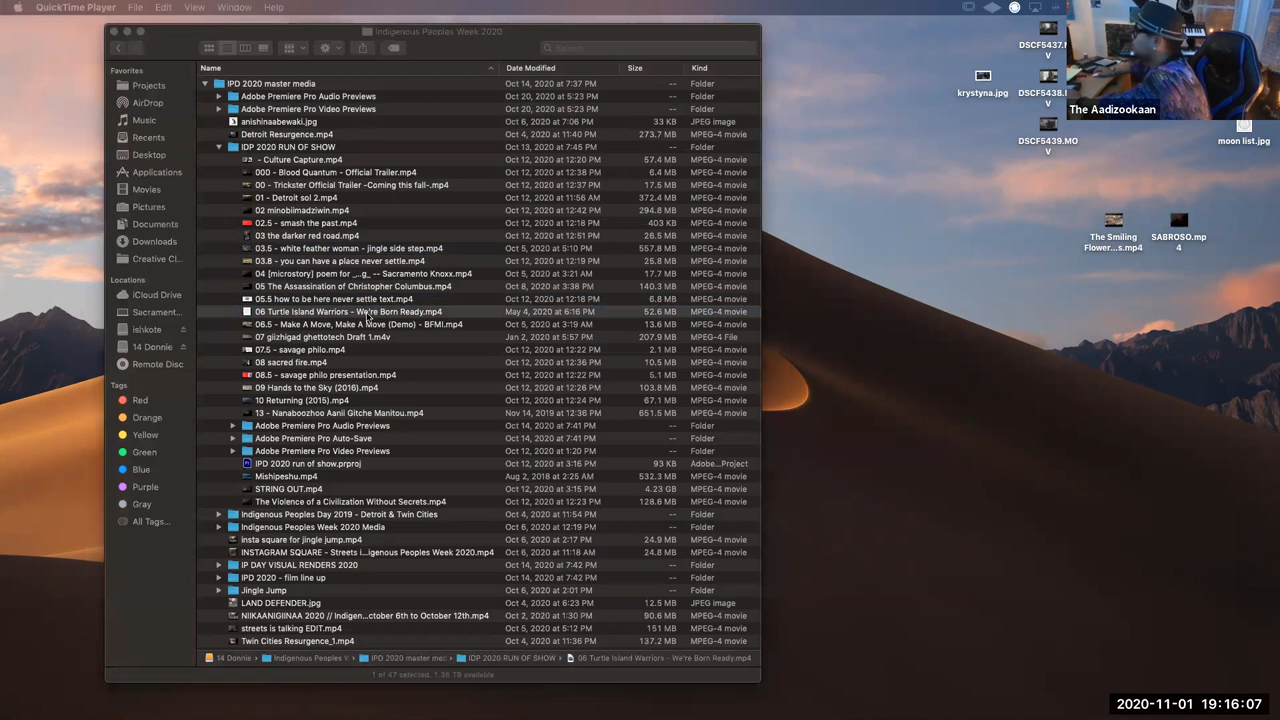 QuickTime Player File Edit View Window Help
Indigenous Peoples Week 2020
Search
Favorites
Projects
AirDrop
Music
Recents
Desktop
Applications
Movies
Pictures
Documents
Downloads
Creative Cl...
Locations
iCloud Drive
Sacrament...
ishkote
14 Donnie
Remote Disc
Tags
Red
Orange
Yellow
Green
Blue
Purple
Gray
All Tags...
Name Date Modified Size Kind
IPD 2020 master media Oct 14, 2020 at 7:37 PM -- Folder
Adobe Premiere Pro Audio Previews Oct 20, 2020 at 5:23 PM -- Folder
Adobe Premiere Pro Video Previews Oct 20, 2020 at 5:23 PM -- Folder
anishinaabewaki.jpg Oct 6, 2020 at 7:06 PM 33 KB JPEG image
Detroit Resurgence.mp4 Oct 4, 2020 at 11:40 PM 273.7 MB MPEG-4 movie
IDP 2020 RUN OF SHOW Oct 13, 2020 at 7:45 PM -- Folder
- Culture Capture.mp4 Oct 12, 2020 at 12:20 PM 57.4 MB MPEG-4 movie
000 - Blood Quantum - Official Trailer.mp4 Oct 12, 2020 at 12:38 PM 6.4 MB MPEG-4 movie
00 - Trickster Official Trailer -Coming this fall-.mp4 Oct 12, 2020 at 12:37 PM 17.5 MB MPEG-4 movie
01 - Detroit sol 2.mp4 Oct 12, 2020 at 11:56 AM 372.4 MB MPEG-4 movie
02 minobiimadziwin.mp4 Oct 12, 2020 at 12:42 PM 294.8 MB MPEG-4 movie
02.5 - smash the past.mp4 Oct 12, 2020 at 12:18 PM 403 KB MPEG-4 movie
03 the darker red road.mp4 Oct 12, 2020 at 12:51 PM 26.5 MB MPEG-4 movie
03.5 - white feather woman - jingle side step.mp4 Oct 5, 2020 at 5:10 PM 557.8 MB MPEG-4 movie
03.8 - you can have a place never settle.mp4 Oct 12, 2020 at 12:19 PM 25.8 MB MPEG-4 movie
04 [microstory] poem for _...g_ -- Sacramento Knoxx.mp4 Oct 5, 2020 at 3:21 AM 17.7 MB MPEG-4 movie
05 The Assassination of Christopher Columbus.mp4 Oct 8, 2020 at 3:38 PM 140.3 MB MPEG-4 movie
05.5 how to be here never settle text.mp4 Oct 12, 2020 at 12:18 PM 6.8 MB MPEG-4 movie
06 Turtle Island Warriors - We're Born Ready.mp4 May 4, 2020 at 6:16 PM 52.6 MB MPEG-4 movie
06.5 - Make A Move, Make A Move (Demo) - BFMI.mp4 Oct 5, 2020 at 3:19 AM 13.6 MB MPEG-4 movie
07 giizhigad ghettotech Draft 1.m4v Jan 2, 2020 at 5:57 PM 207.9 MB MPEG-4 File
07.5 - savage philo.mp4 Oct 12, 2020 at 12:22 PM 2.1 MB MPEG-4 movie
08 sacred fire.mp4 Oct 12, 2020 at 12:23 PM 10.5 MB MPEG-4 movie
08.5 - savage philo presentation.mp4 Oct 12, 2020 at 12:22 PM 5.1 MB MPEG-4 movie
09 Hands to the Sky (2016).mp4 Oct 12, 2020 at 12:26 PM 103.8 MB MPEG-4 movie
10 Returning (2015).mp4 Oct 12, 2020 at 12:24 PM 67.1 MB MPEG-4 movie
13 - Nanaboozhoo Aanii Gitche Manitou.mp4 Nov 14, 2019 at 12:36 PM 651.5 MB MPEG-4 movie
Adobe Premiere Pro Audio Previews Oct 14, 2020 at 7:41 PM -- Folder
Adobe Premiere Pro Auto-Save Oct 12, 2020 at 7:41 PM -- Folder
Adobe Premiere Pro Video Previews Oct 12, 2020 at 1:20 PM -- Folder
IPD 2020 run of show.prproj Oct 12, 2020 at 3:16 PM 93 KB Adobe...Project
Mishipeshu.mp4 Aug 2, 2018 at 2:25 AM 532.3 MB MPEG-4 movie
STRING OUT.mp4 Oct 12, 2020 at 3:15 PM 4.23 GB MPEG-4 movie
The Violence of a Civilization Without Secrets.mp4 Oct 12, 2020 at 12:23 PM 128.6 MB MPEG-4 movie
Indigenous Peoples Day 2019 - Detroit & Twin Cities Oct 4, 2020 at 11:54 PM -- Folder
Indigenous Peoples Week 2020 Media Oct 6, 2020 at 12:19 PM -- Folder
insta square for jingle jump.mp4 Oct 9, 2020 at 2:17 PM 24.9 MB MPEG-4 movie
INSTAGRAM SQUARE - Streets i...igenous Peoples Week 2020.mp4 Oct 6, 2020 at 11:18 AM 24.8 MB MPEG-4 movie
IP DAY VISUAL RENDERS 2020 Oct 14, 2020 at 7:42 PM -- Folder
IPD 2020 - film line up Oct 14, 2020 at 7:42 PM -- Folder
Jingle Jump Oct 6, 2020 at 2:01 PM -- Folder
LAND DEFENDER.jpg Oct 4, 2020 at 6:23 PM 12.5 MB JPEG image
NIIKAANIGIINAA 2020 // Indigen...ctober 6th to October 12th.mp4 Oct 2, 2020 at 1:30 PM 90.6 MB MPEG-4 movie
streets is talking EDIT.mp4 Oct 5, 2020 at 5:12 PM 151 MB MPEG-4 movie
Twin Cities Resurgence_1.mp4 Oct 4, 2020 at 11:36 PM 137.2 MB MPEG-4 movie
14 Donnie › Indigenous Peoples W › IPD 2020 master mec › IDP 2020 RUN OF SHOW › 06 Turtle Island Warriors - We're Born Ready.mp4
1 of 47 selected, 1.36 TB available
DSCF5437.M
V
krystyna.jpg
DSCF5438.M
V
DSCF5439.MO
V
The Aadizookaan
moon list.jpg
The Smiling
Flower...s.mp4
SABROSO.mp
4
2020-11-01 19:16:07